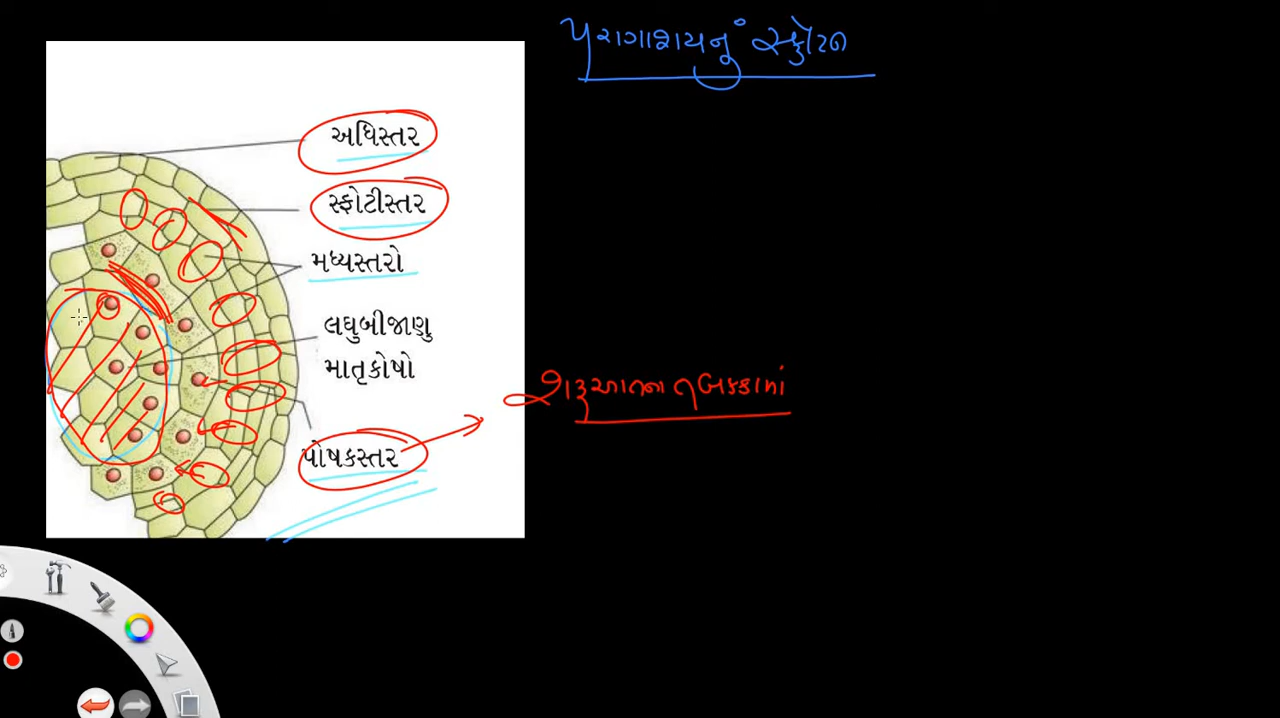 પરાગાશયનું સ્ફોટન
અધિસ્તર
સ્ફોટીસ્તર
મધ્યસ્તરો
લઘુબીજાણુ
માતૃકોષો
પોષકસ્તર
શરૂઆતના તબક્કામાં